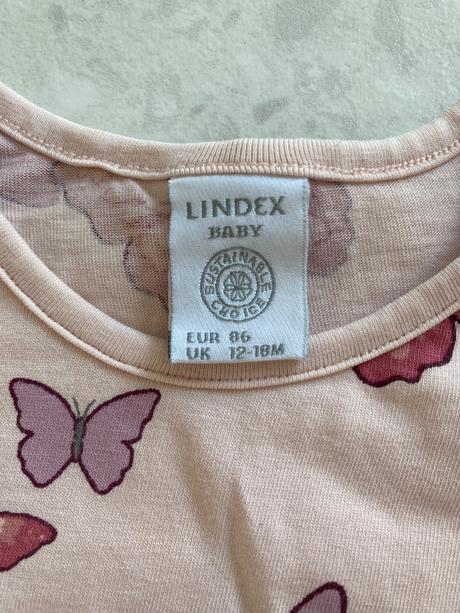 LINDEX
BABY
SUSTAINABLE
CHOICE
EUR 86
UK 12-18M